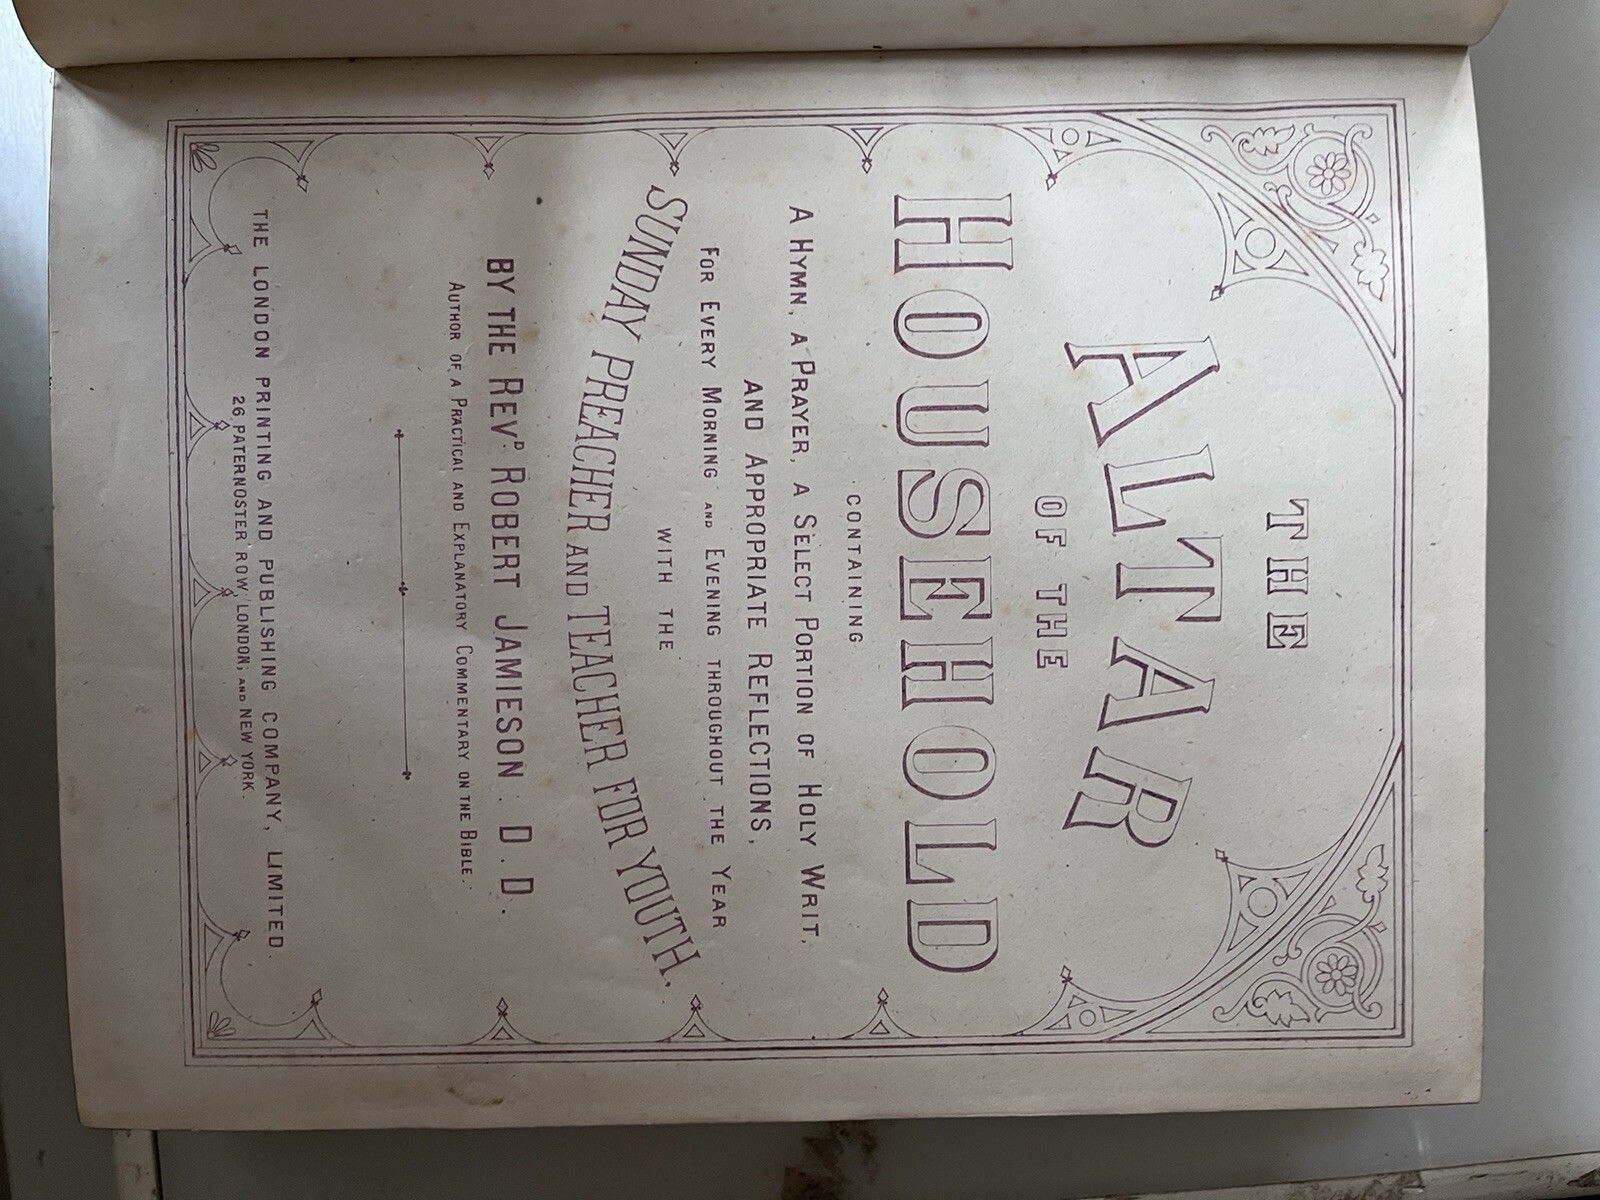 THE
ALTAR
OF THE
HOUSEHOLD
CONTAINING
A HYMN, A PRAYER, A SELECT PORTION OF HOLY WRIT,
AND APPROPRIATE REFLECTIONS,
FOR EVERY MORNING AND EVENING THROUGHOUT THE YEAR
WITH THE
SUNDAY PREACHER AND TEACHER FOR YOUTH.
BY THE REVD ROBERT JAMIESON. D.D.
AUTHOR OF A PRACTICAL AND EXPLANATORY COMMENTARY ON THE BIBLE.
THE LONDON PRINTING AND PUBLISHING COMPANY, LIMITED.
26 PATERNOSTER ROW, LONDON; AND NEW YORK.